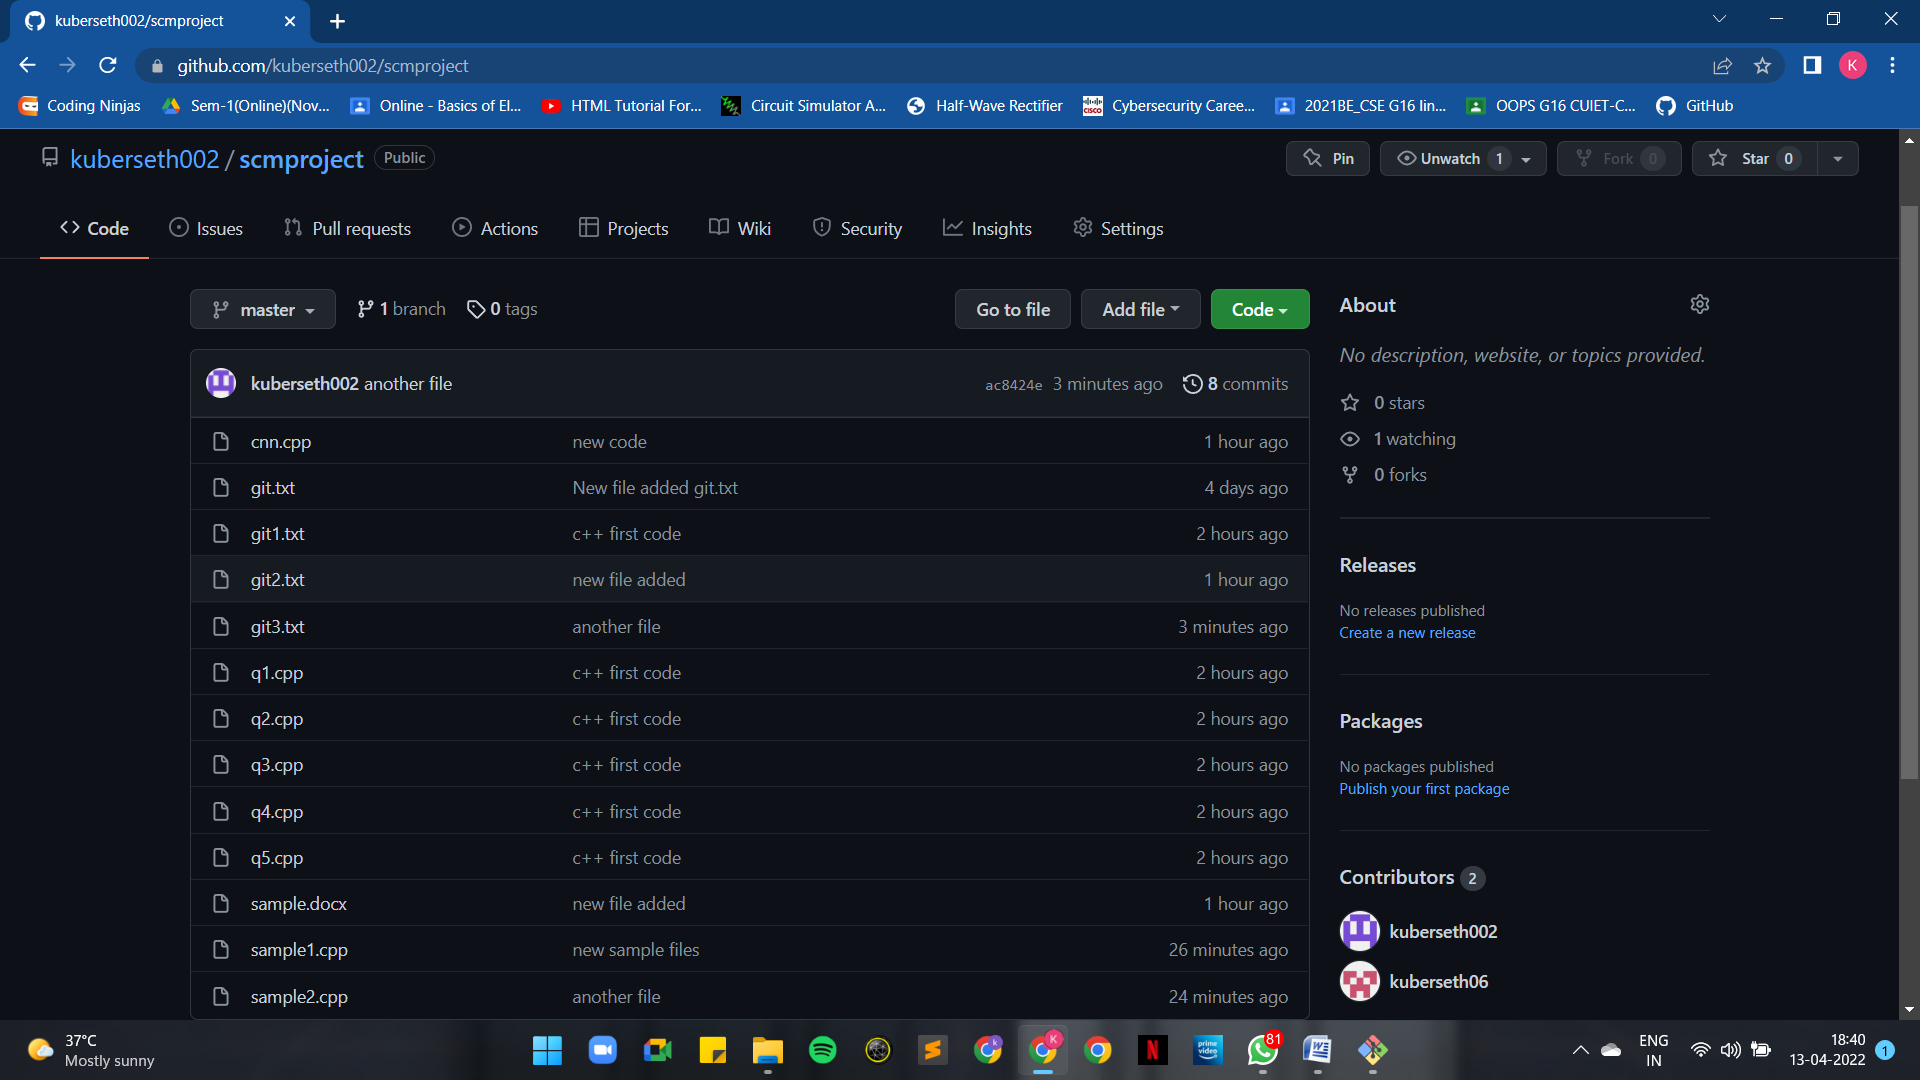 kuberseth002/scmproject
github.com/kuberseth002/scmproject
K
Coding Ninjas
Sem-1(Online)(Nov...
Online - Basics of El...
HTML Tutorial For...
Circuit Simulator A...
Half-Wave Rectifier
Cybersecurity Caree...
2021BE_CSE G16 lin...
OOPS G16 CUIET-C...
GitHub
kuberseth002 / scmproject Public
Pin
Unwatch 1
Fork 0
Star 0
Code
Issues
Pull requests
Actions
Projects
Wiki
Security
Insights
Settings
master
1 branch
0 tags
Go to file
Add file
Code
kuberseth002 another file ac8424e 3 minutes ago 8 commits
cnn.cpp new code 1 hour ago
git.txt New file added git.txt 4 days ago
git1.txt c++ first code 2 hours ago
git2.txt new file added 1 hour ago
git3.txt another file 3 minutes ago
q1.cpp c++ first code 2 hours ago
q2.cpp c++ first code 2 hours ago
q3.cpp c++ first code 2 hours ago
q4.cpp c++ first code 2 hours ago
q5.cpp c++ first code 2 hours ago
sample.docx new file added 1 hour ago
sample1.cpp new sample files 26 minutes ago
sample2.cpp another file 24 minutes ago
About
No description, website, or topics provided.
0 stars
1 watching
0 forks
Releases
No releases published
Create a new release
Packages
No packages published
Publish your first package
Contributors 2
kuberseth002
kuberseth06
37°C
Mostly sunny
k
K
N
prime
video
81
W
ENG
IN
18:40
13-04-2022
1